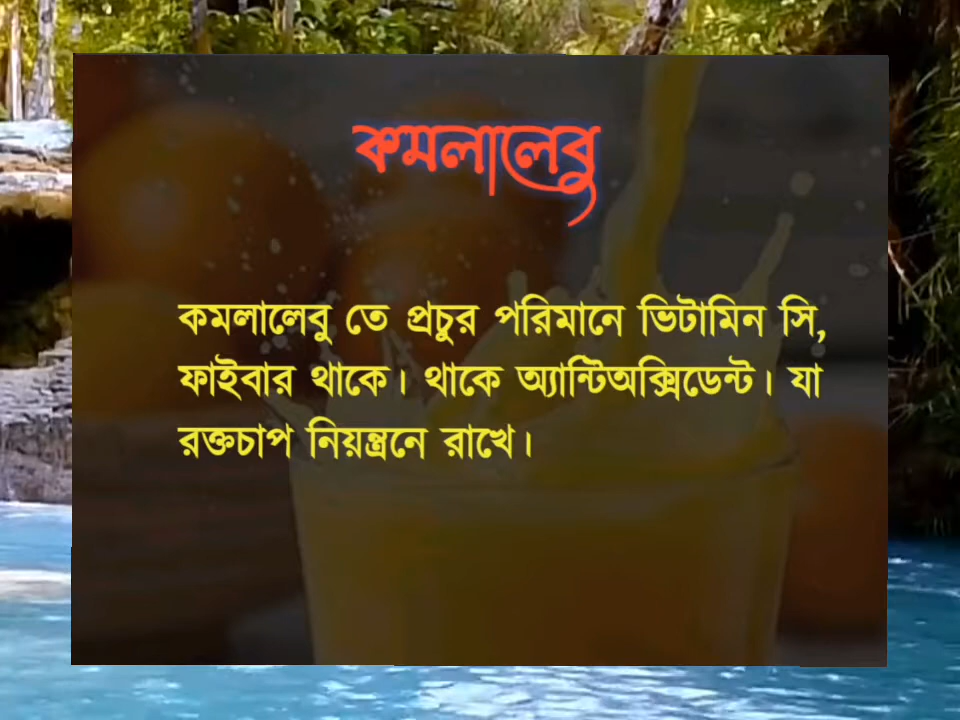 কমলালেবু
কমলালেবু তে প্রচুর পরিমানে ভিটামিন সি,
ফাইবার থাকে। থাকে অ্যান্টিঅক্সিডেন্ট। যা
রক্তচাপ নিয়ন্ত্রনে রাখে।